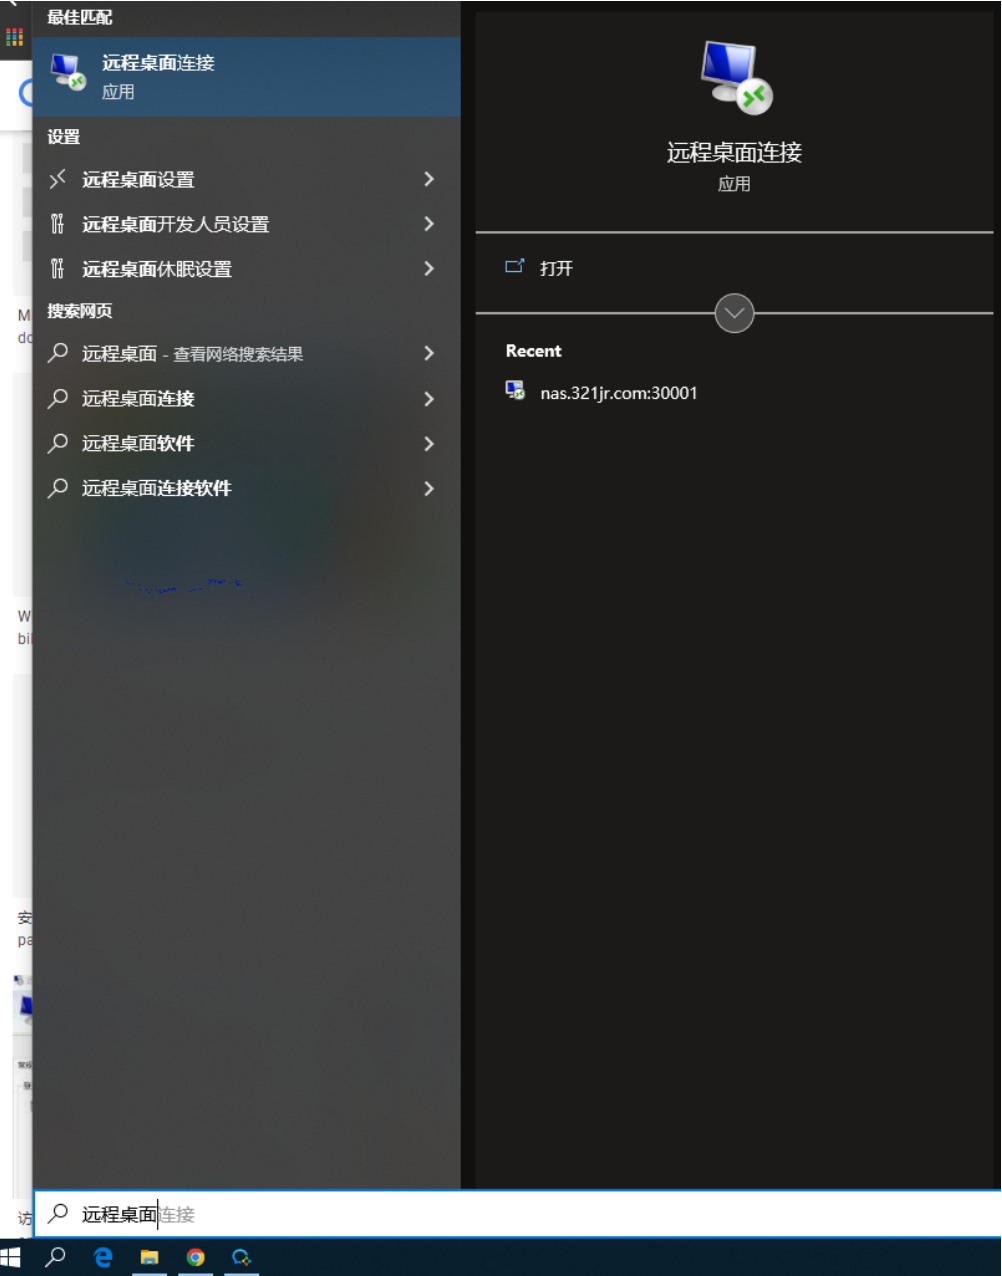 最佳匹配
远程桌面连接
应用
设置
远程桌面设置
远程桌面开发人员设置
远程桌面休眠设置
搜索网页
远程桌面 - 查看网络搜索结果
远程桌面连接
远程桌面软件
远程桌面连接软件
远程桌面连接
应用
打开
Recent
nas.321jr.com:30001
远程桌面连接